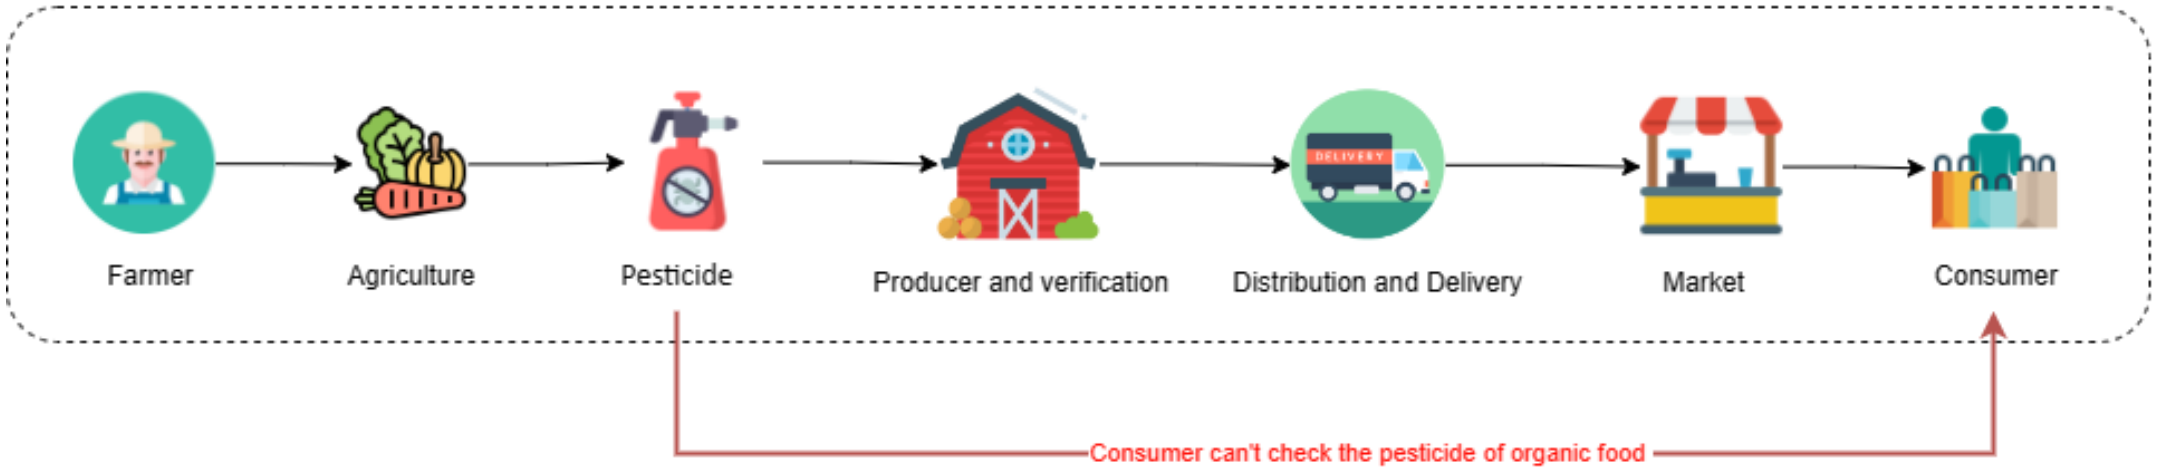 DELIVERY
Farmer
Agriculture
Pesticide
Producer and verification
Distribution and Delivery
Market
Consumer
Consumer can't check the pesticide of organic food